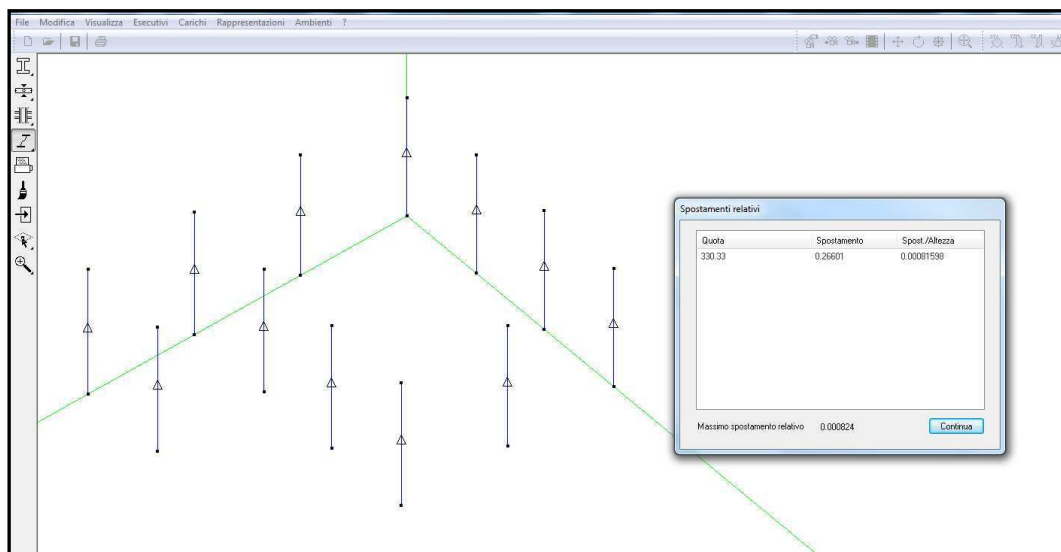 File Modifica Visualizza Esecutivi Carichi Rappresentazioni Ambienti ?
Spostamenti relativi
Quota Spostamento Spost./Altezza
330.33 0.26601 0.00081598
Massimo spostamento relativo 0.000824 Continua